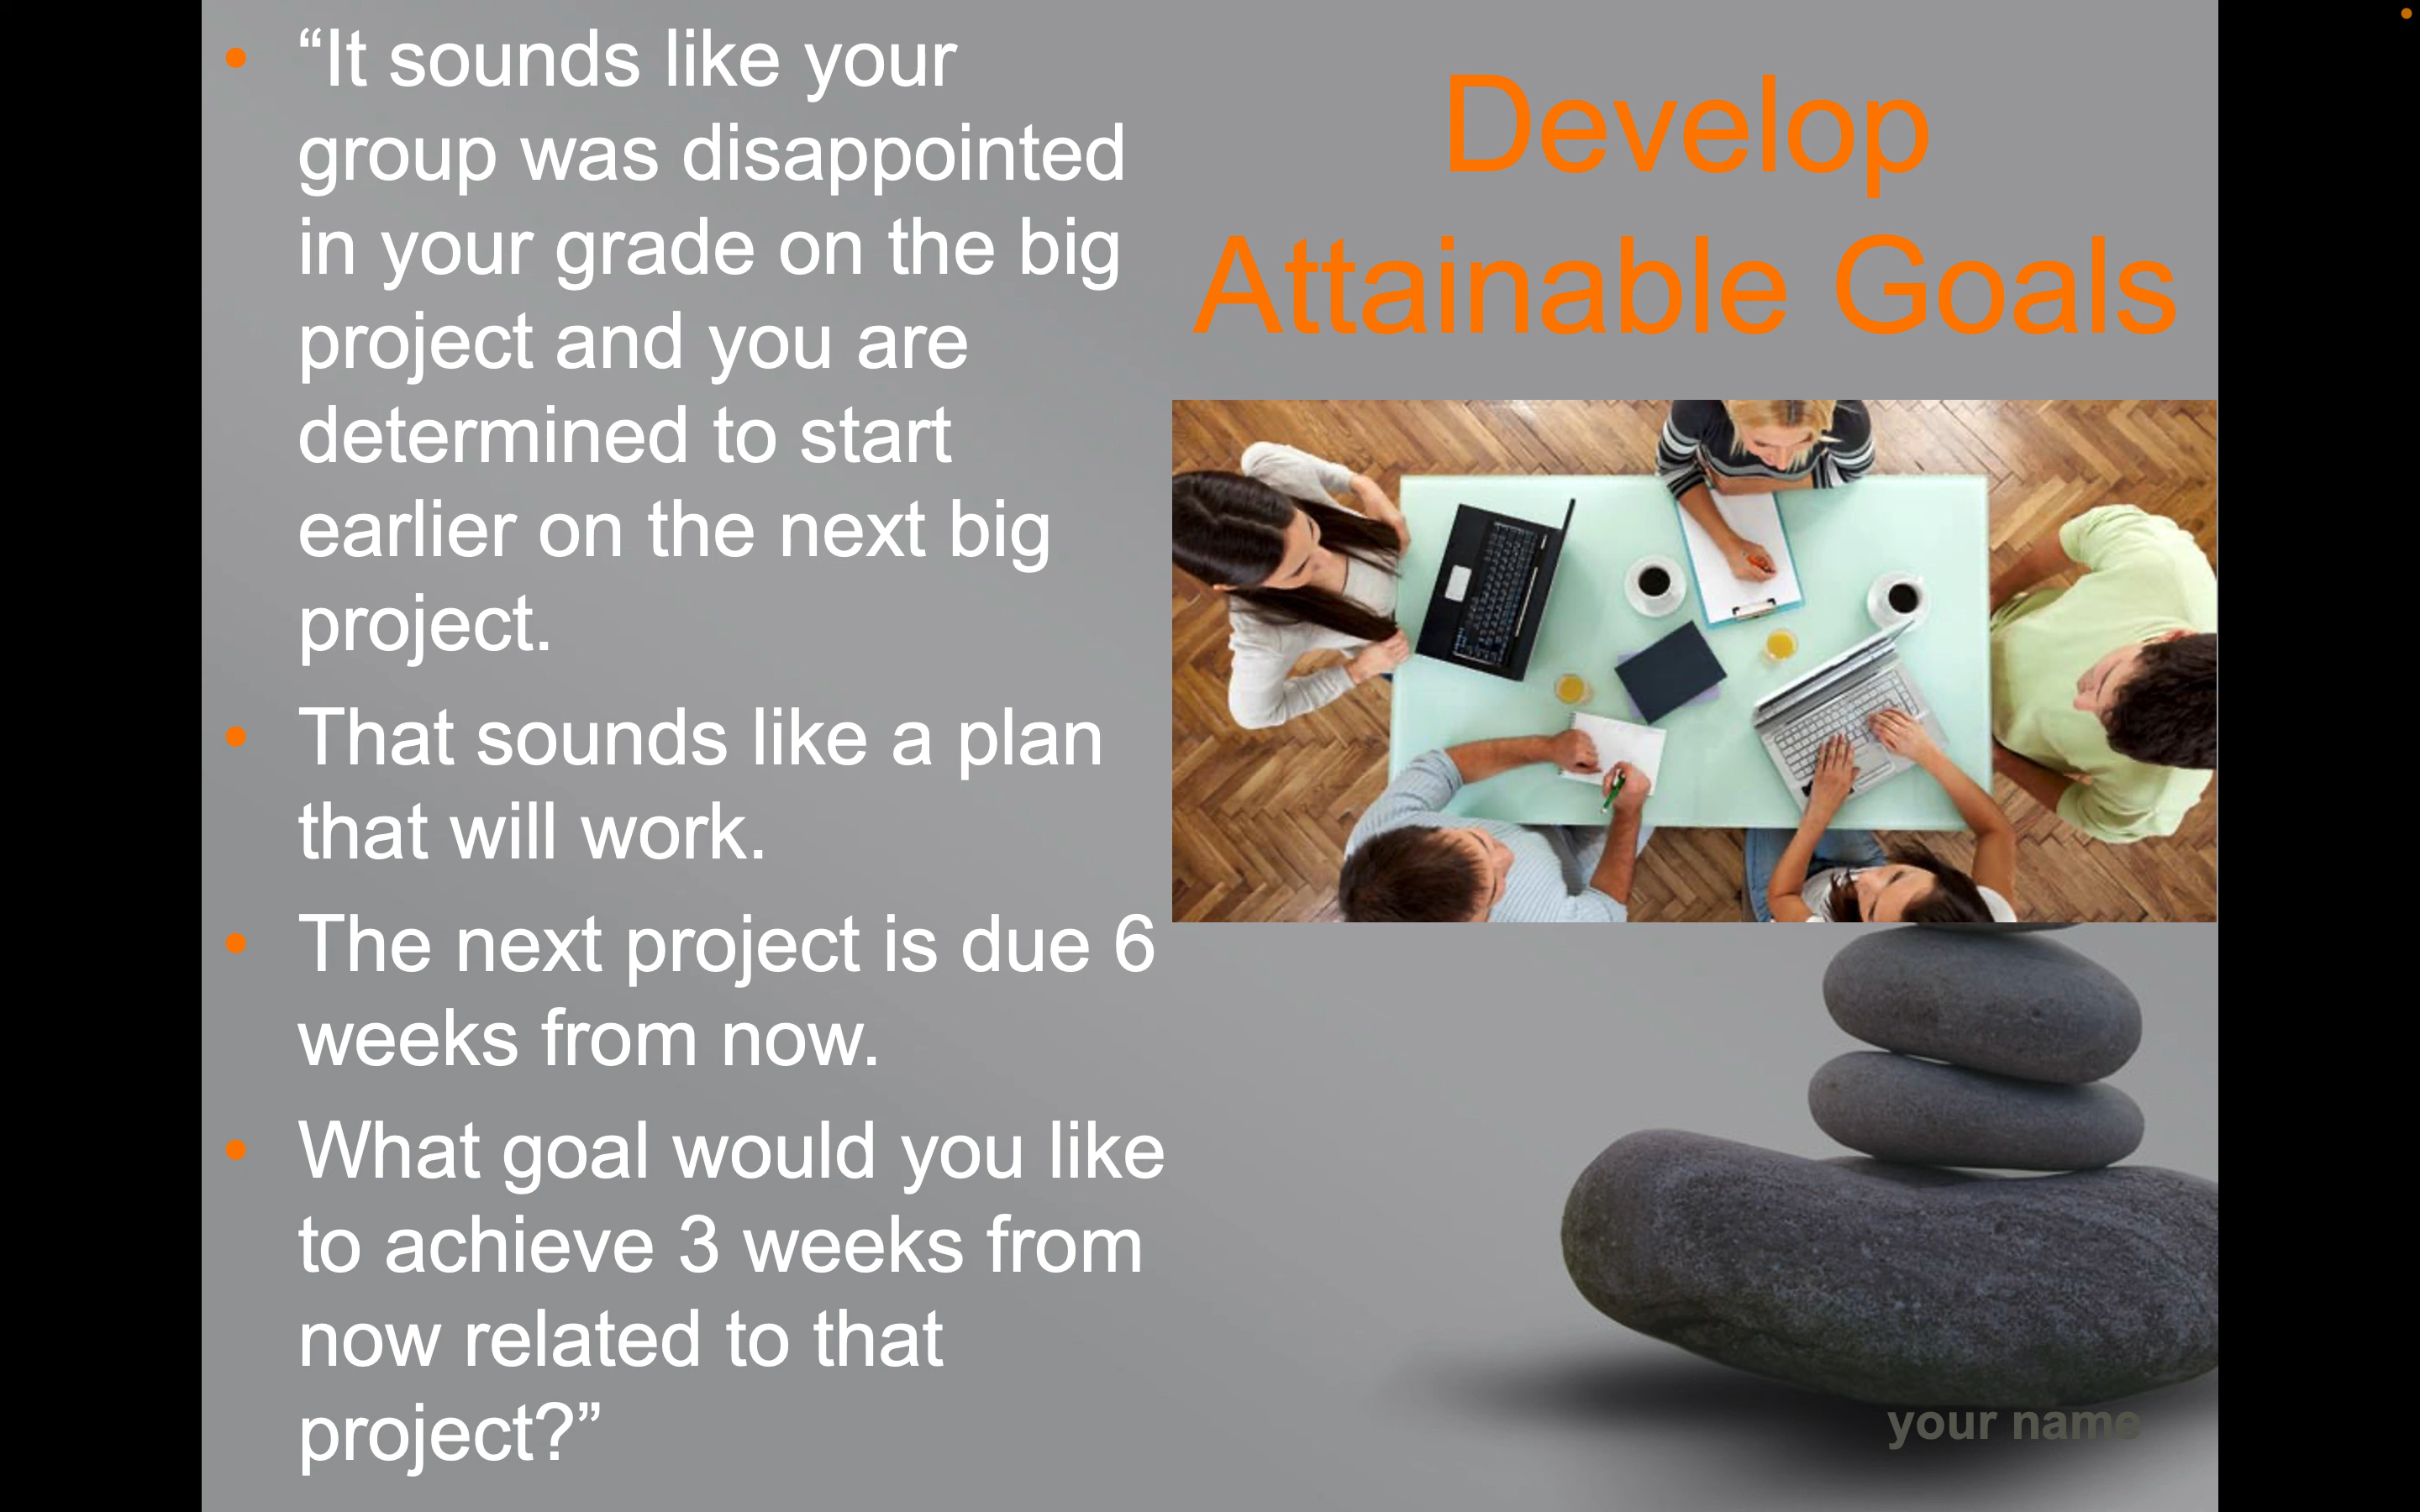 “It sounds like your
group was disappointed
in your grade on the big
project and you are
determined to start
earlier on the next big
project.
That sounds like a plan
that will work.
The next project is due 6
weeks from now.
What goal would you like
to achieve 3 weeks from
now related to that
project?”
Develop
Attainable Goals
your name